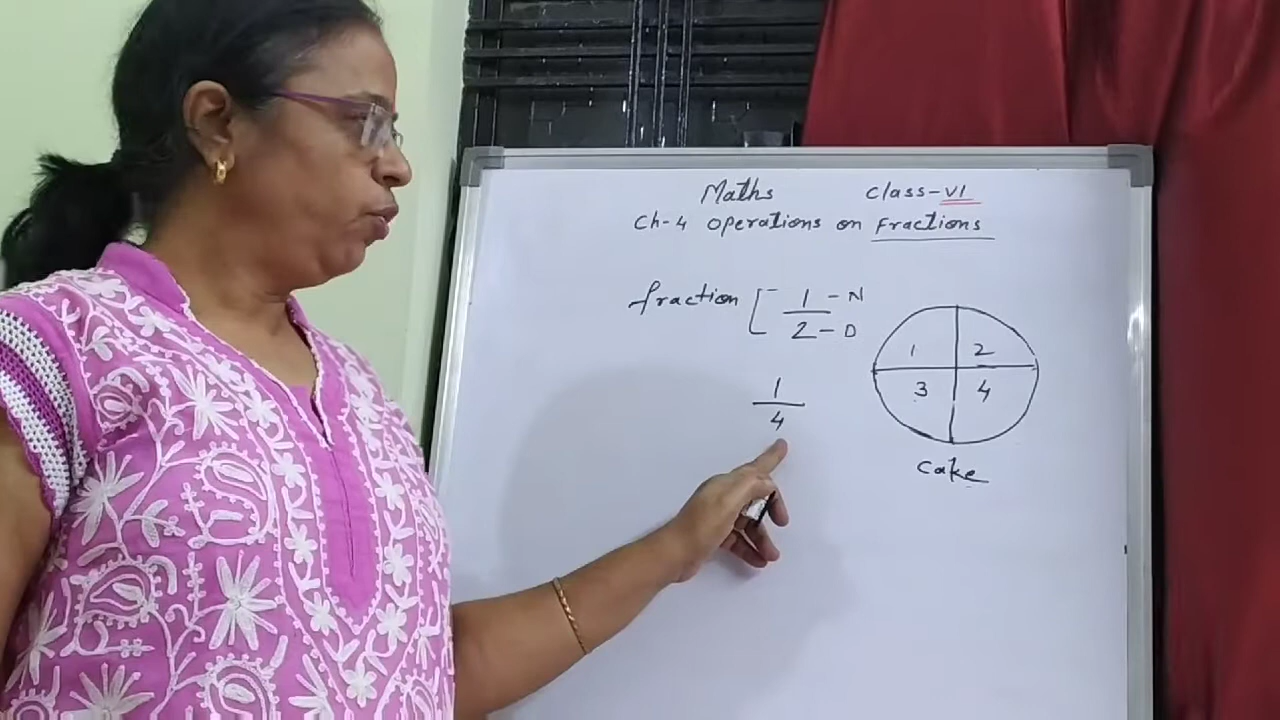 Maths class-VI
Ch-4 operations on Fractions
fraction [ 1 - N
2 - D
1
4
1 2
3 4
cake